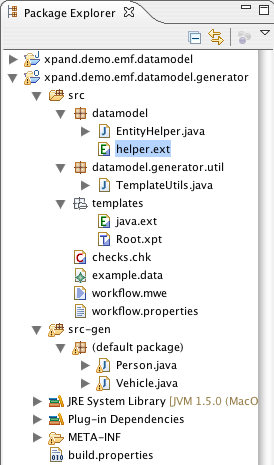 Package Explorer
xpand.demo.emf.datamodel
xpand.demo.emf.datamodel.generator
src
datamodel
EntityHelper.java
helper.ext
datamodel.generator.util
TemplateUtils.java
templates
java.ext
Root.xpt
checks.chk
example.data
workflow.mwe
workflow.properties
src-gen
(default package)
Person.java
Vehicle.java
JRE System Library [JVM 1.5.0 (MacO
Plug-in Dependencies
META-INF
build.properties